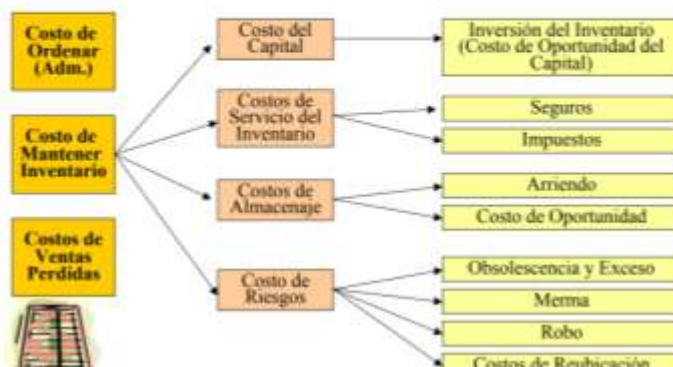 Costo de
Ordenar
(Adm.)
Costo de
Mantener
Inventario
Costos de
Ventas
Perdidas
Costo del
Capital
Costos de
Servicio del
Inventario
Costos de
Almacenaje
Costo de
Riesgos
Inversión del Inventario
(Costo de Oportunidad del
Capital)
Seguros
Impuestos
Arriendo
Costo de Oportunidad
Obsolescencia y Exceso
Merma
Robo
Costos de Reubicación